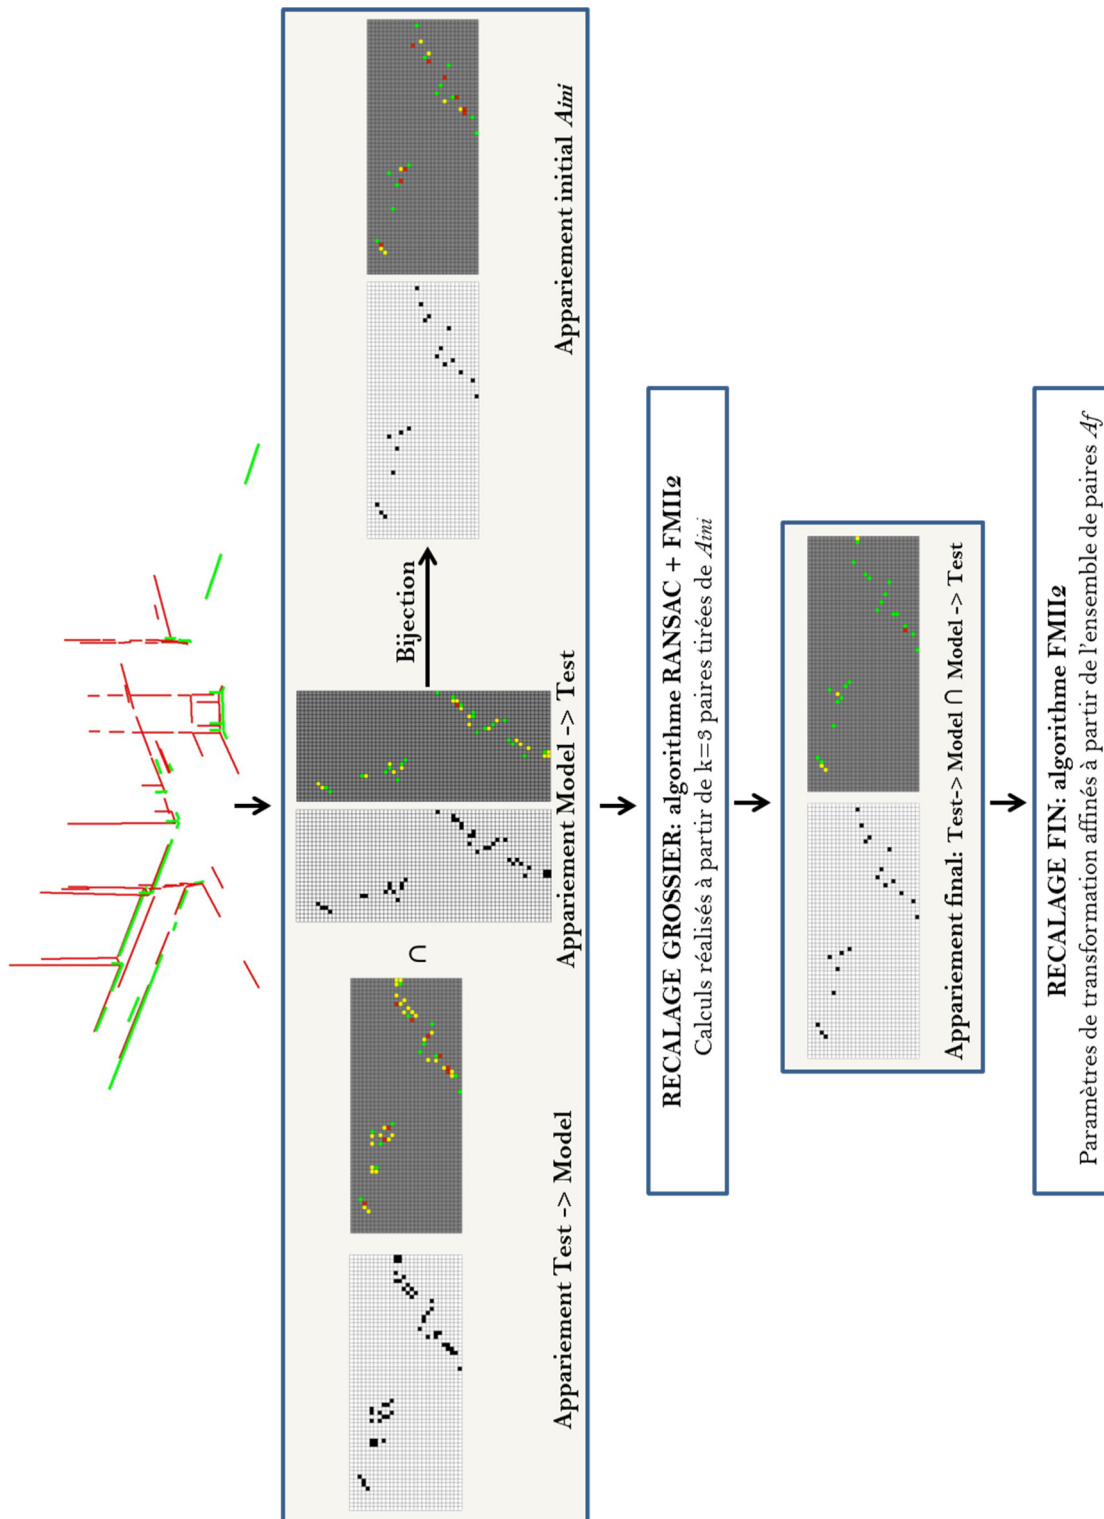 Appariement Test -> Model
∩
Appariement Model -> Test
Bijection
Appariement initial Aini
RECALAGE GROSSIER: algorithme RANSAC + FMII2
Calculs réalisés à partir de k=3 paires tirées de Aini
Appariement final: Test-> Model ∩ Model -> Test
RECALAGE FIN: algorithme FMII2
Paramètres de transformation affinés à partir de l'ensemble de paires Af